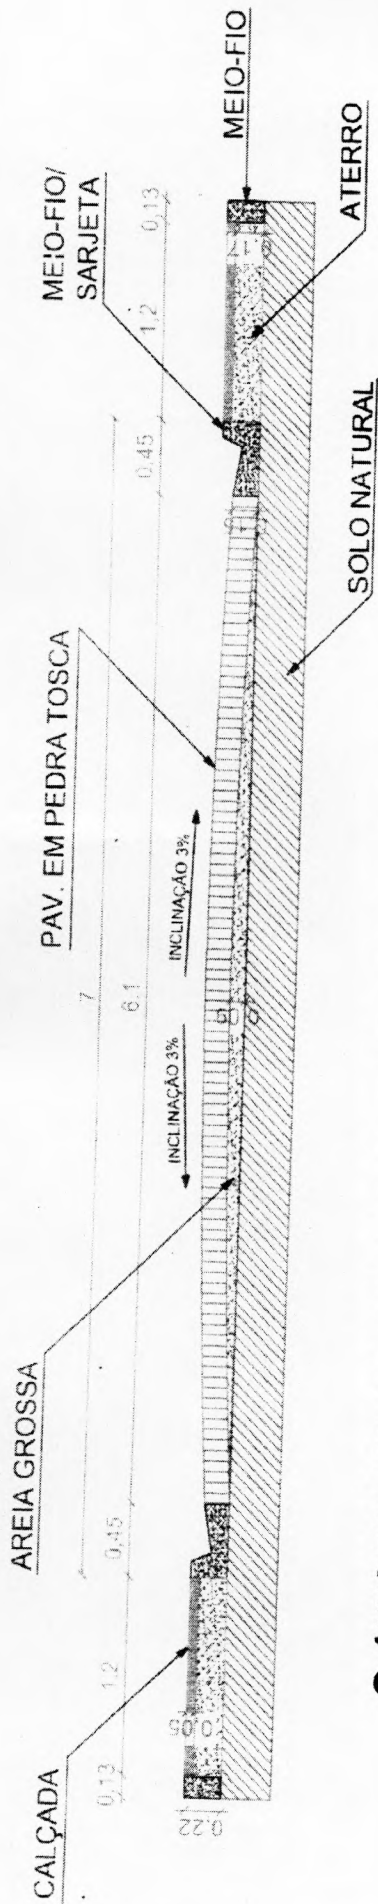 CALÇADA
AREIA GROSSA
PAV. EM PEDRA TOSCA
MEIO-FIO/
SARJETA
MEIO-FIO
0,13
1,2
0,45
7
6,1
0,45
1,2
0,13
INCLINAÇÃO 3%
INCLINAÇÃO 3%
0,22
0,05
SOLO NATURAL
ATERRO